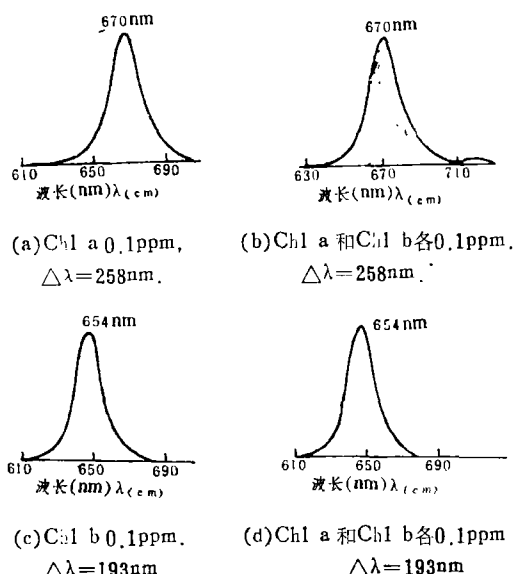 670nm 670nm
610 650 690 630 670 710
波长(nm)λ(cm) 波长(nm)λ(cm)
(a)Chl a 0.1ppm, (b)Chl a 和Chl b各0.1ppm.
△λ=258nm. △λ=258nm.
654nm 654nm
610 650 690 610 650 690
波长(nm)λ(cm) 波长(nm)λ(cm)
(c)Chl b 0.1ppm. (d)Chl a 和Chl b各0.1ppm
△λ=193nm △λ=193nm